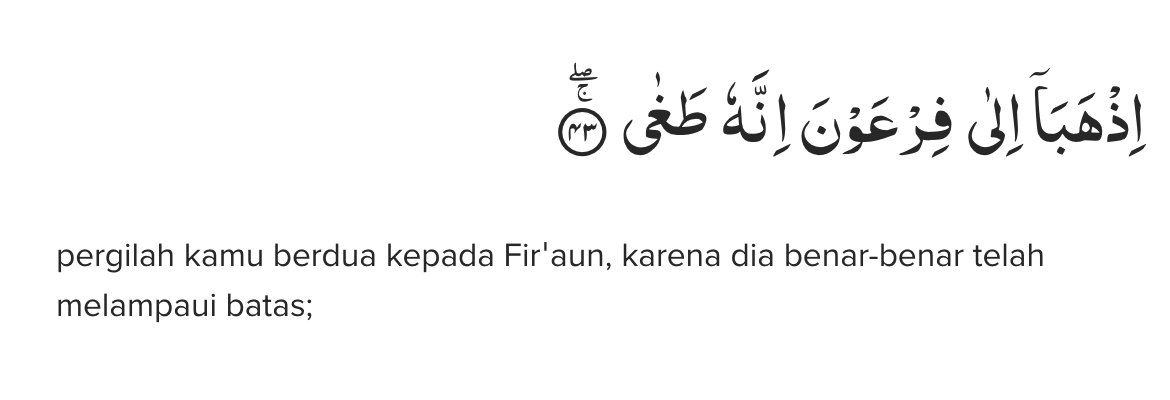 اِذْهَبَآ اِلٰى فِرْعَوْنَ اِنَّهٗ طَغٰى ۚۖ ۝٤٣
pergilah kamu berdua kepada Fir'aun, karena dia benar-benar telah
melampaui batas;